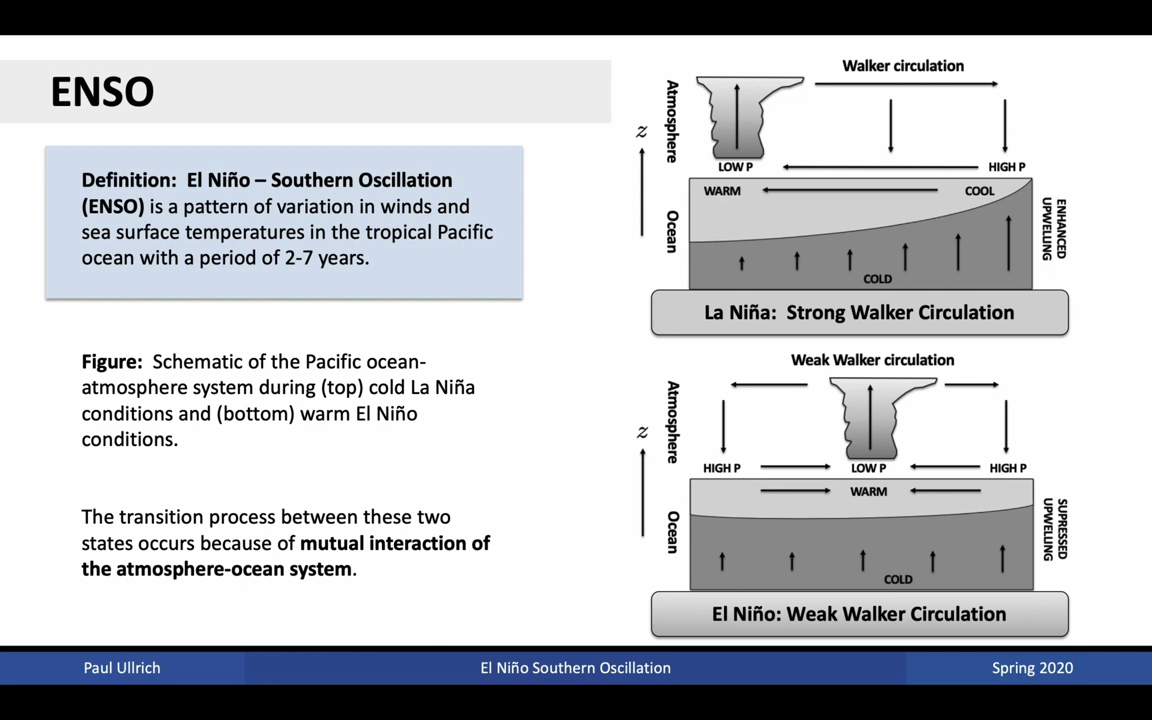 ENSO
Definition:  El Niño – Southern Oscillation
(ENSO) is a pattern of variation in winds and
sea surface temperatures in the tropical Pacific
ocean with a period of 2-7 years.
Figure:  Schematic of the Pacific ocean-
atmosphere system during (top) cold La Niña
conditions and (bottom) warm El Niño
conditions.
The transition process between these two
states occurs because of mutual interaction of
the atmosphere-ocean system.
Walker circulation
Atmosphere
z
LOW P
HIGH P
WARM
COOL
Ocean
ENHANCED
UPWELLING
COLD
La Niña:  Strong Walker Circulation
Weak Walker circulation
Atmosphere
z
HIGH P
LOW P
HIGH P
WARM
Ocean
SUPRESSED
UPWELLING
COLD
El Niño: Weak Walker Circulation
Paul Ullrich
El Niño Southern Oscillation
Spring 2020